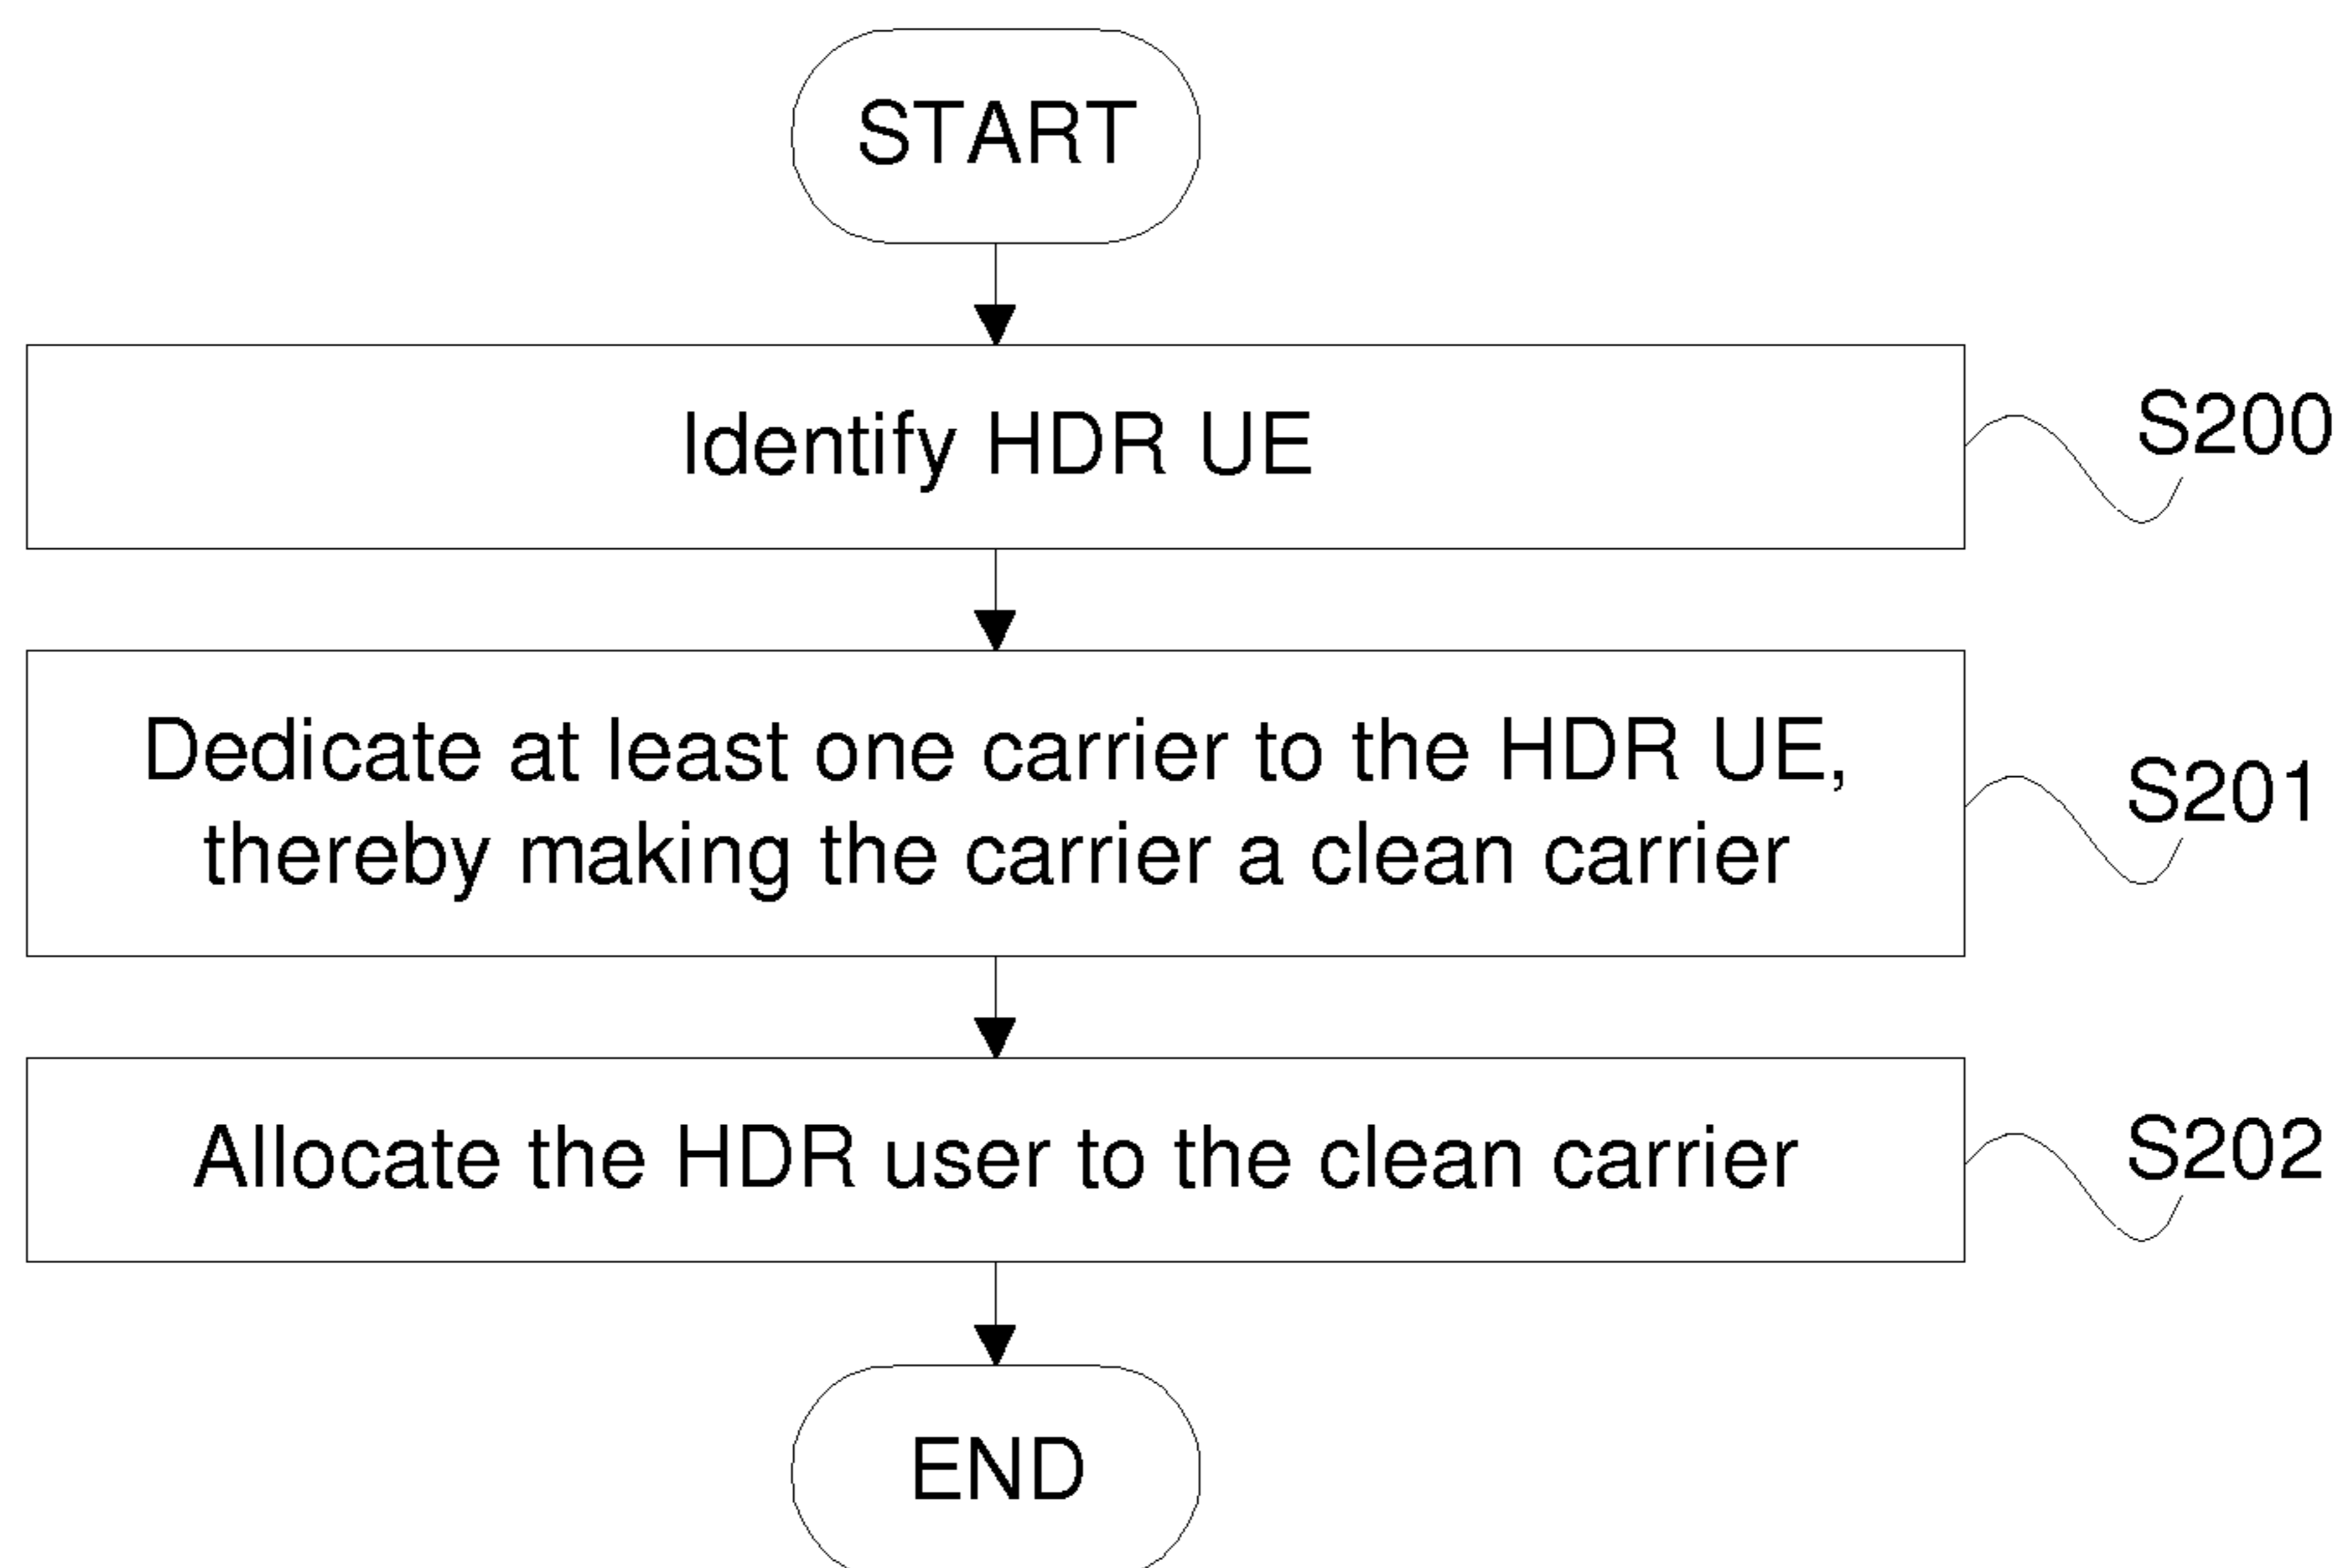 START
Identify HDR UE
S200
Dedicate at least one carrier to the HDR UE,
thereby making the carrier a clean carrier
S201
Allocate the HDR user to the clean carrier
S202
END